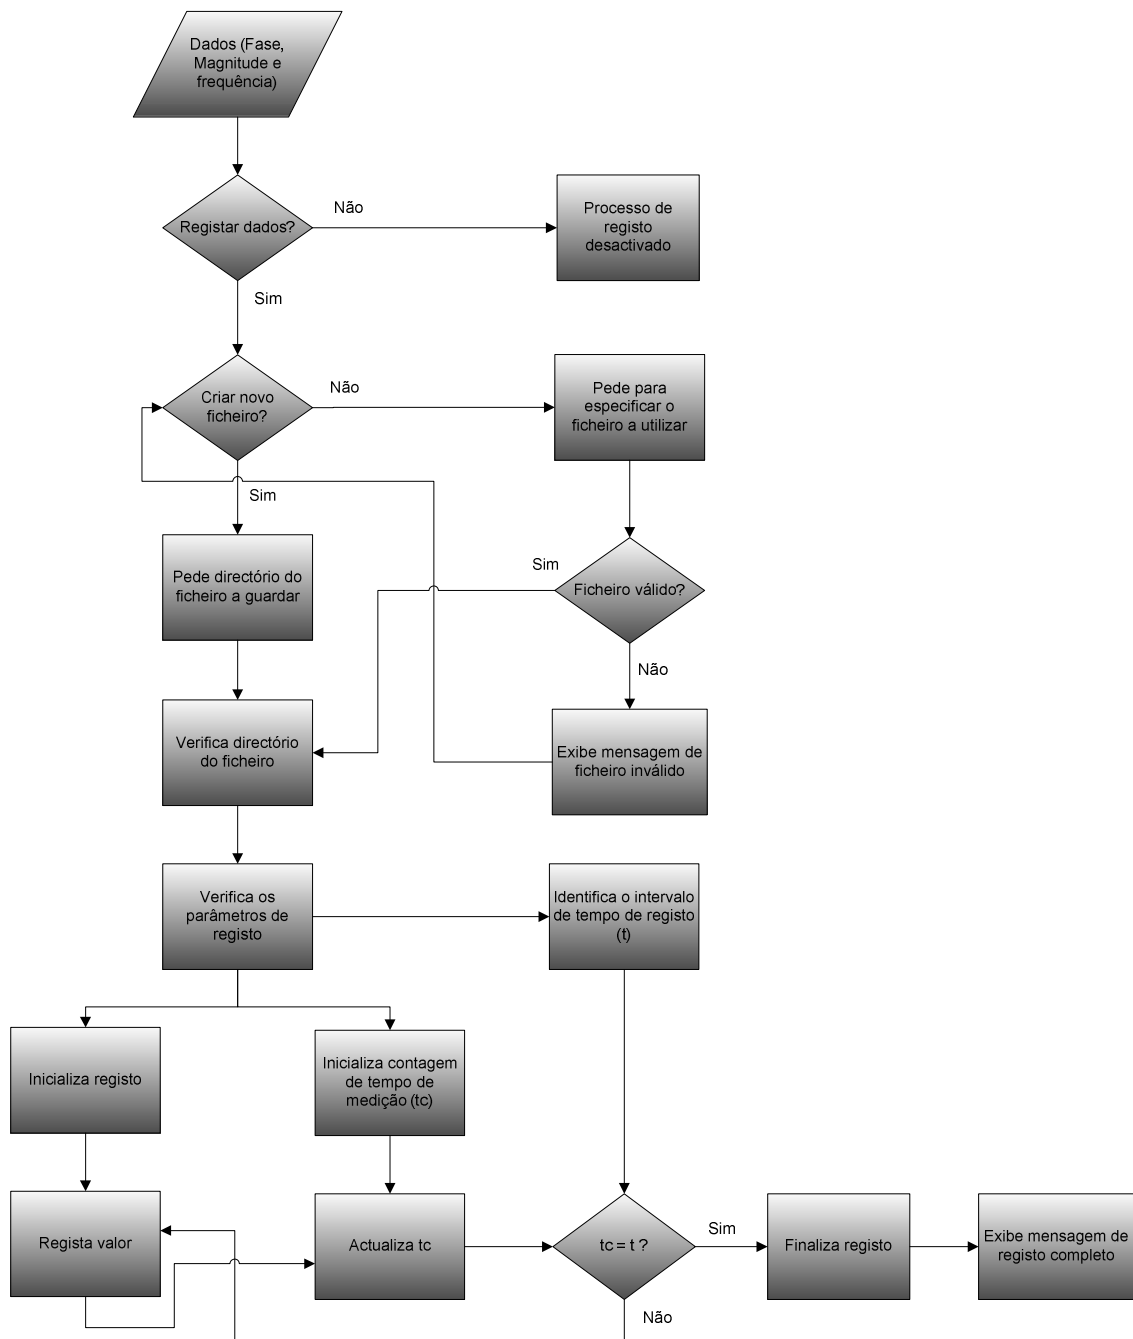 Dados (Fase,
Magnitude e
frequência)
Registar dados?
Não
Processo de
registo
desactivado
Sim
Criar novo
ficheiro?
Não
Pede para
especificar o
ficheiro a utilizar
Sim
Pede directório do
ficheiro a guardar
Sim
Ficheiro válido?
Não
Verifica directório
do ficheiro
Exibe mensagem de
ficheiro inválido
Verifica os
parâmetros de
registo
Identifica o intervalo
de tempo de registo
(t)
Inicializa registo
Inicializa contagem
de tempo de
medição (tc)
Regista valor
Actualiza tc
tc = t ?
Sim
Finaliza registo
Exibe mensagem de
registo completo
Não